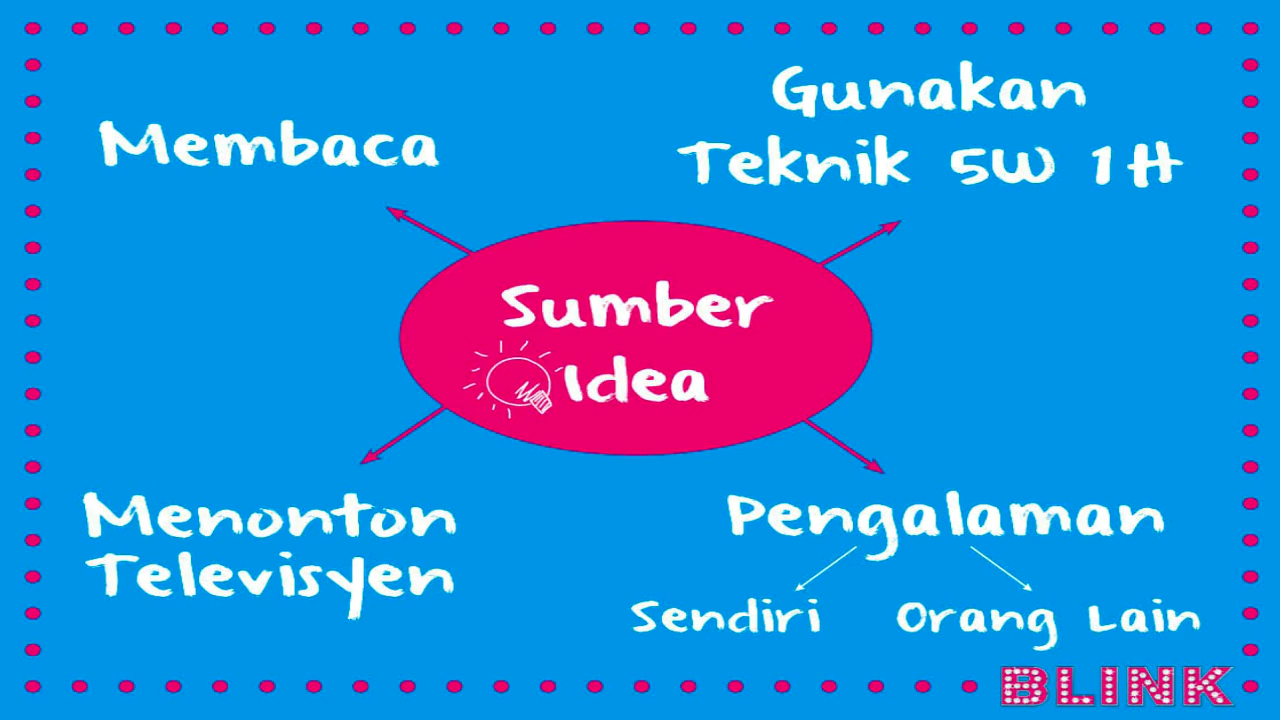 Membaca
Gunakan
Teknik 5W 1H
Sumber
Idea
Menonton
Televisyen
Pengalaman
Sendiri
Orang Lain
BLINK